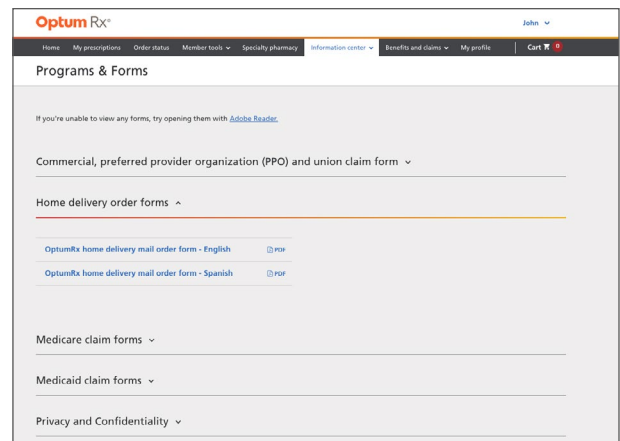 Optum Rx®
John
Home My prescriptions Order status Member tools Specialty pharmacy Information center Benefits and claims My profile Cart 0
Programs & Forms
If you're unable to view any forms, try opening them with Adobe Reader.
Commercial, preferred provider organization (PPO) and union claim form
Home delivery order forms
OptumRx home delivery mail order form - English PDF
OptumRx home delivery mail order form - Spanish PDF
Medicare claim forms
Medicaid claim forms
Privacy and Confidentiality